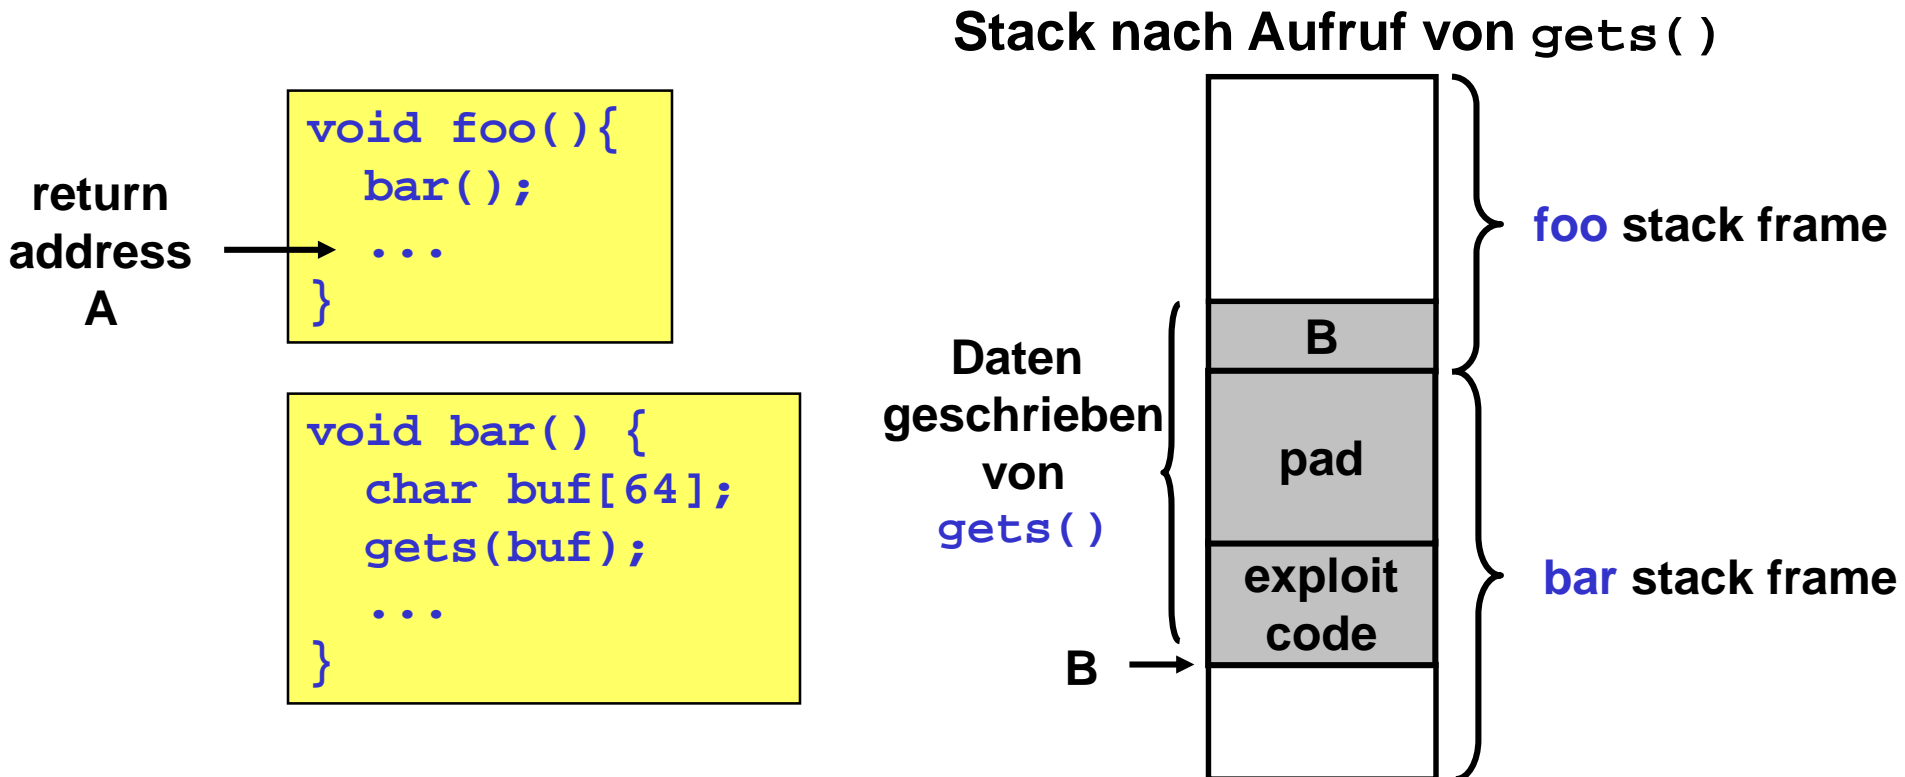 Stack nach Aufruf von gets()
void foo(){
bar();
...
}
return
address
A
void bar() {
char buf[64];
gets(buf);
...
}
Daten
geschrieben
von
gets()
B
B
pad
exploit
code
foo stack frame
bar stack frame